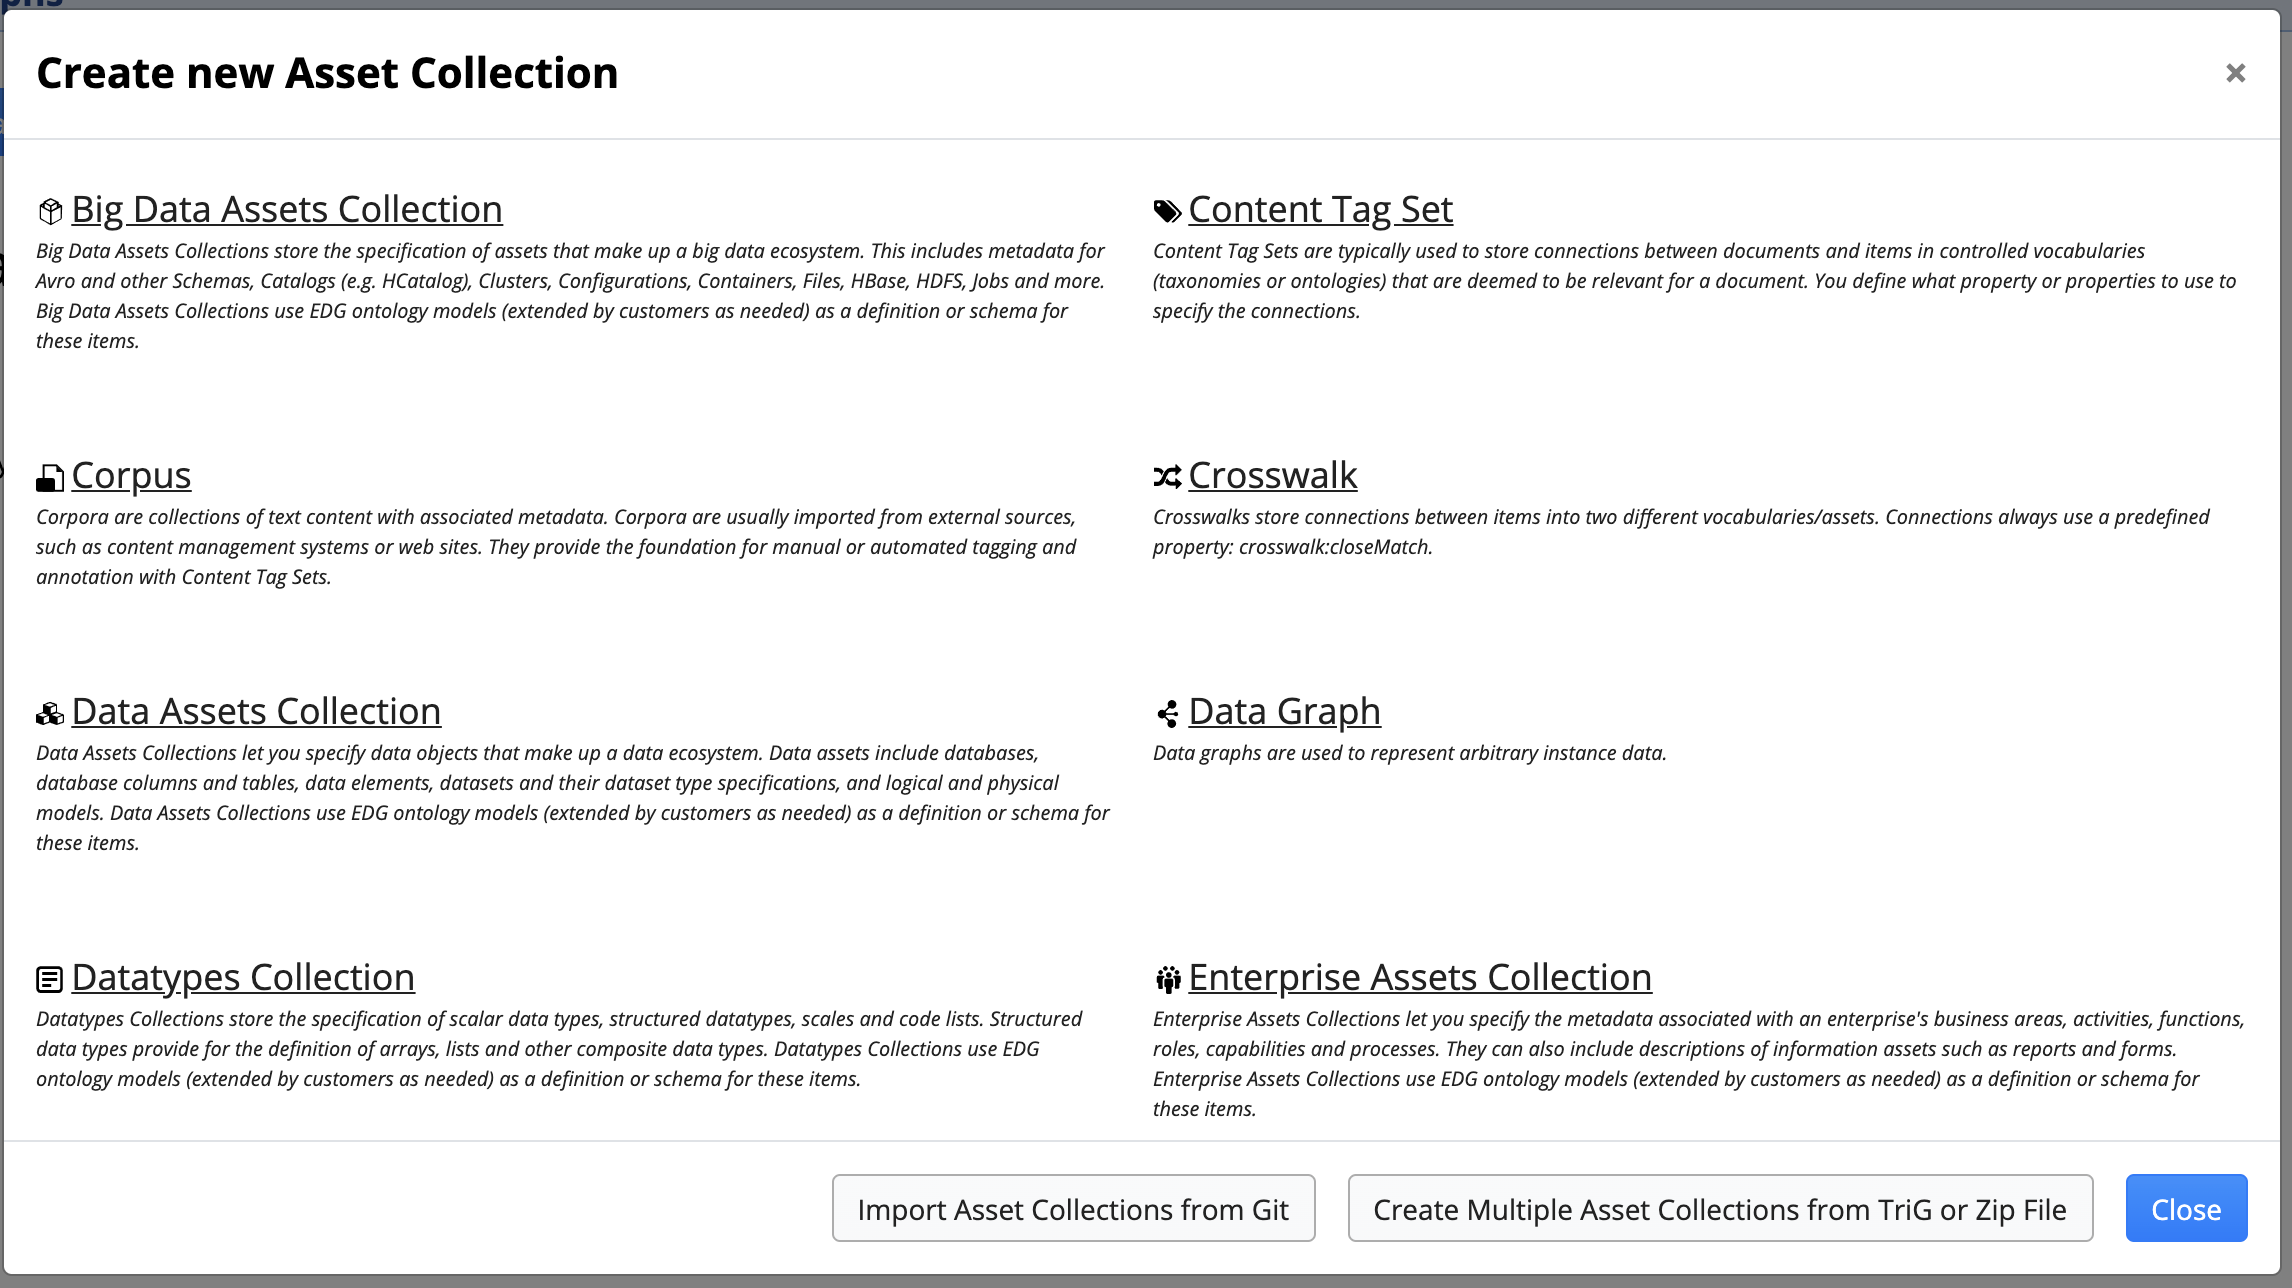 Create new Asset Collection
×
Big Data Assets Collection
Big Data Assets Collections store the specification of assets that make up a big data ecosystem. This includes metadata for
Avro and other Schemas, Catalogs (e.g. HCatalog), Clusters, Configurations, Containers, Files, HBase, HDFS, Jobs and more.
Big Data Assets Collections use EDG ontology models (extended by customers as needed) as a definition or schema for
these items.
Content Tag Set
Content Tag Sets are typically used to store connections between documents and items in controlled vocabularies
(taxonomies or ontologies) that are deemed to be relevant for a document. You define what property or properties to use to
specify the connections.
Corpus
Corpora are collections of text content with associated metadata. Corpora are usually imported from external sources,
such as content management systems or web sites. They provide the foundation for manual or automated tagging and
annotation with Content Tag Sets.
Crosswalk
Crosswalks store connections between items into two different vocabularies/assets. Connections always use a predefined
property: crosswalk:closeMatch.
Data Assets Collection
Data Assets Collections let you specify data objects that make up a data ecosystem. Data assets include databases,
database columns and tables, data elements, datasets and their dataset type specifications, and logical and physical
models. Data Assets Collections use EDG ontology models (extended by customers as needed) as a definition or schema for
these items.
Data Graph
Data graphs are used to represent arbitrary instance data.
Datatypes Collection
Datatypes Collections store the specification of scalar data types, structured datatypes, scales and code lists. Structured
data types provide for the definition of arrays, lists and other composite data types. Datatypes Collections use EDG
ontology models (extended by customers as needed) as a definition or schema for these items.
Enterprise Assets Collection
Enterprise Assets Collections let you specify the metadata associated with an enterprise's business areas, activities, functions,
roles, capabilities and processes. They can also include descriptions of information assets such as reports and forms.
Enterprise Assets Collections use EDG ontology models (extended by customers as needed) as a definition or schema for
these items.
Import Asset Collections from Git
Create Multiple Asset Collections from TriG or Zip File
Close